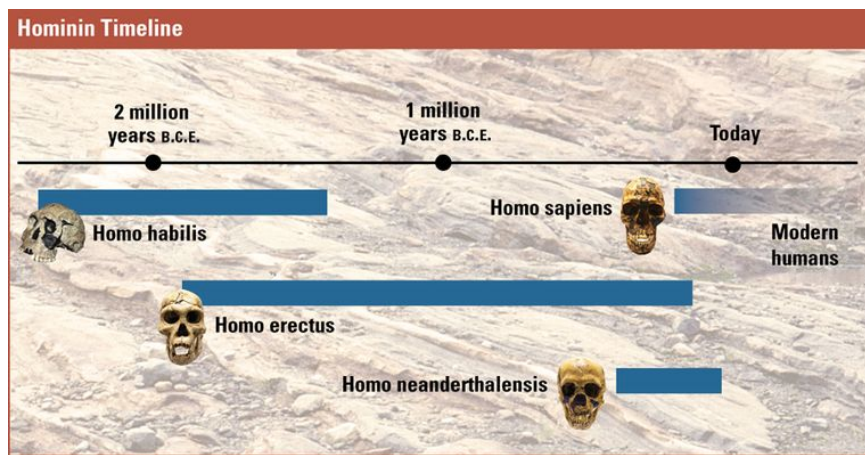 Hominin Timeline
2 million
years B.C.E.
1 million
years B.C.E.
Today
Homo habilis
Homo sapiens
Modern
humans
Homo erectus
Homo neanderthalensis